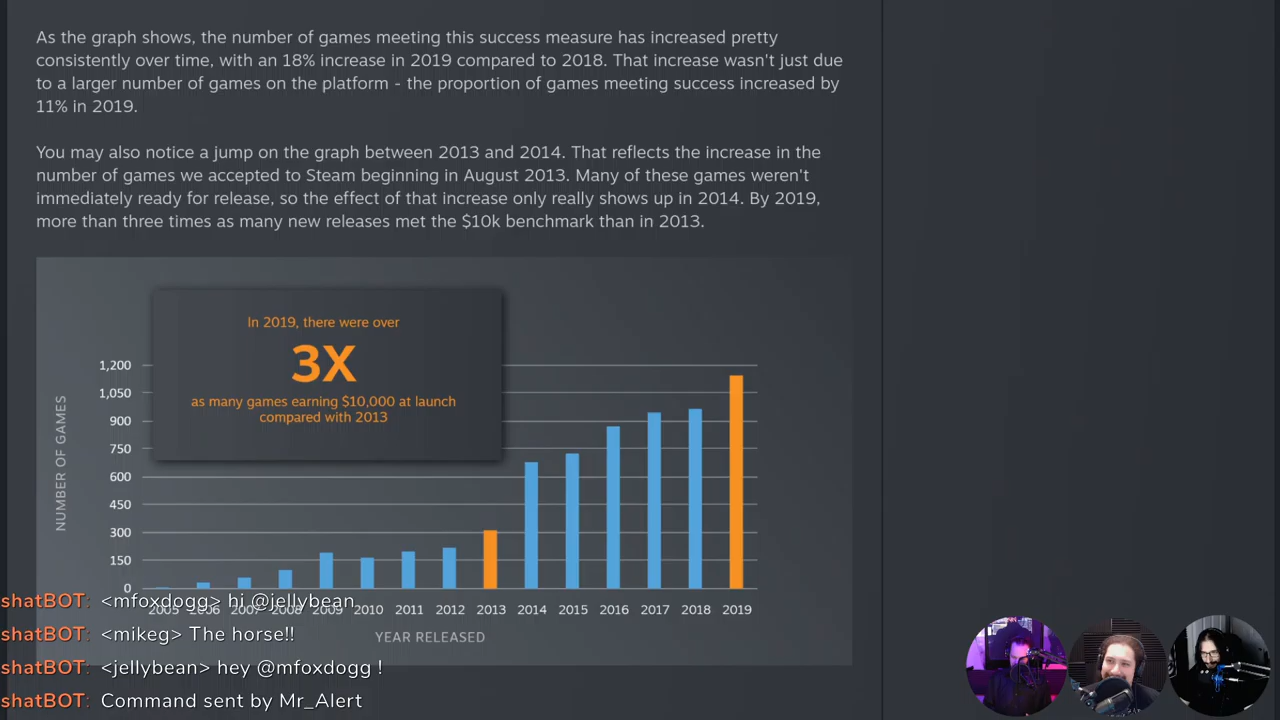 As the graph shows, the number of games meeting this success measure has increased pretty
consistently over time, with an 18% increase in 2019 compared to 2018. That increase wasn't just due
to a larger number of games on the platform - the proportion of games meeting success increased by
11% in 2019.
You may also notice a jump on the graph between 2013 and 2014. That reflects the increase in the
number of games we accepted to Steam beginning in August 2013. Many of these games weren't
immediately ready for release, so the effect of that increase only really shows up in 2014. By 2019,
more than three times as many new releases met the $10k benchmark than in 2013.
In 2019, there were over
3X
as many games earning $10,000 at launch
compared with 2013
NUMBER OF GAMES
1,200
1,050
900
750
600
450
300
150
0
2005 2006 2007 2008 2009 2010 2011 2012 2013 2014 2015 2016 2017 2018 2019
YEAR RELEASED
shatBOT: <mfoxdogg> hi @jellybean
shatBOT: <mikeg> The horse!!
shatBOT: <jellybean> hey @mfoxdogg !
shatBOT: Command sent by Mr_Alert